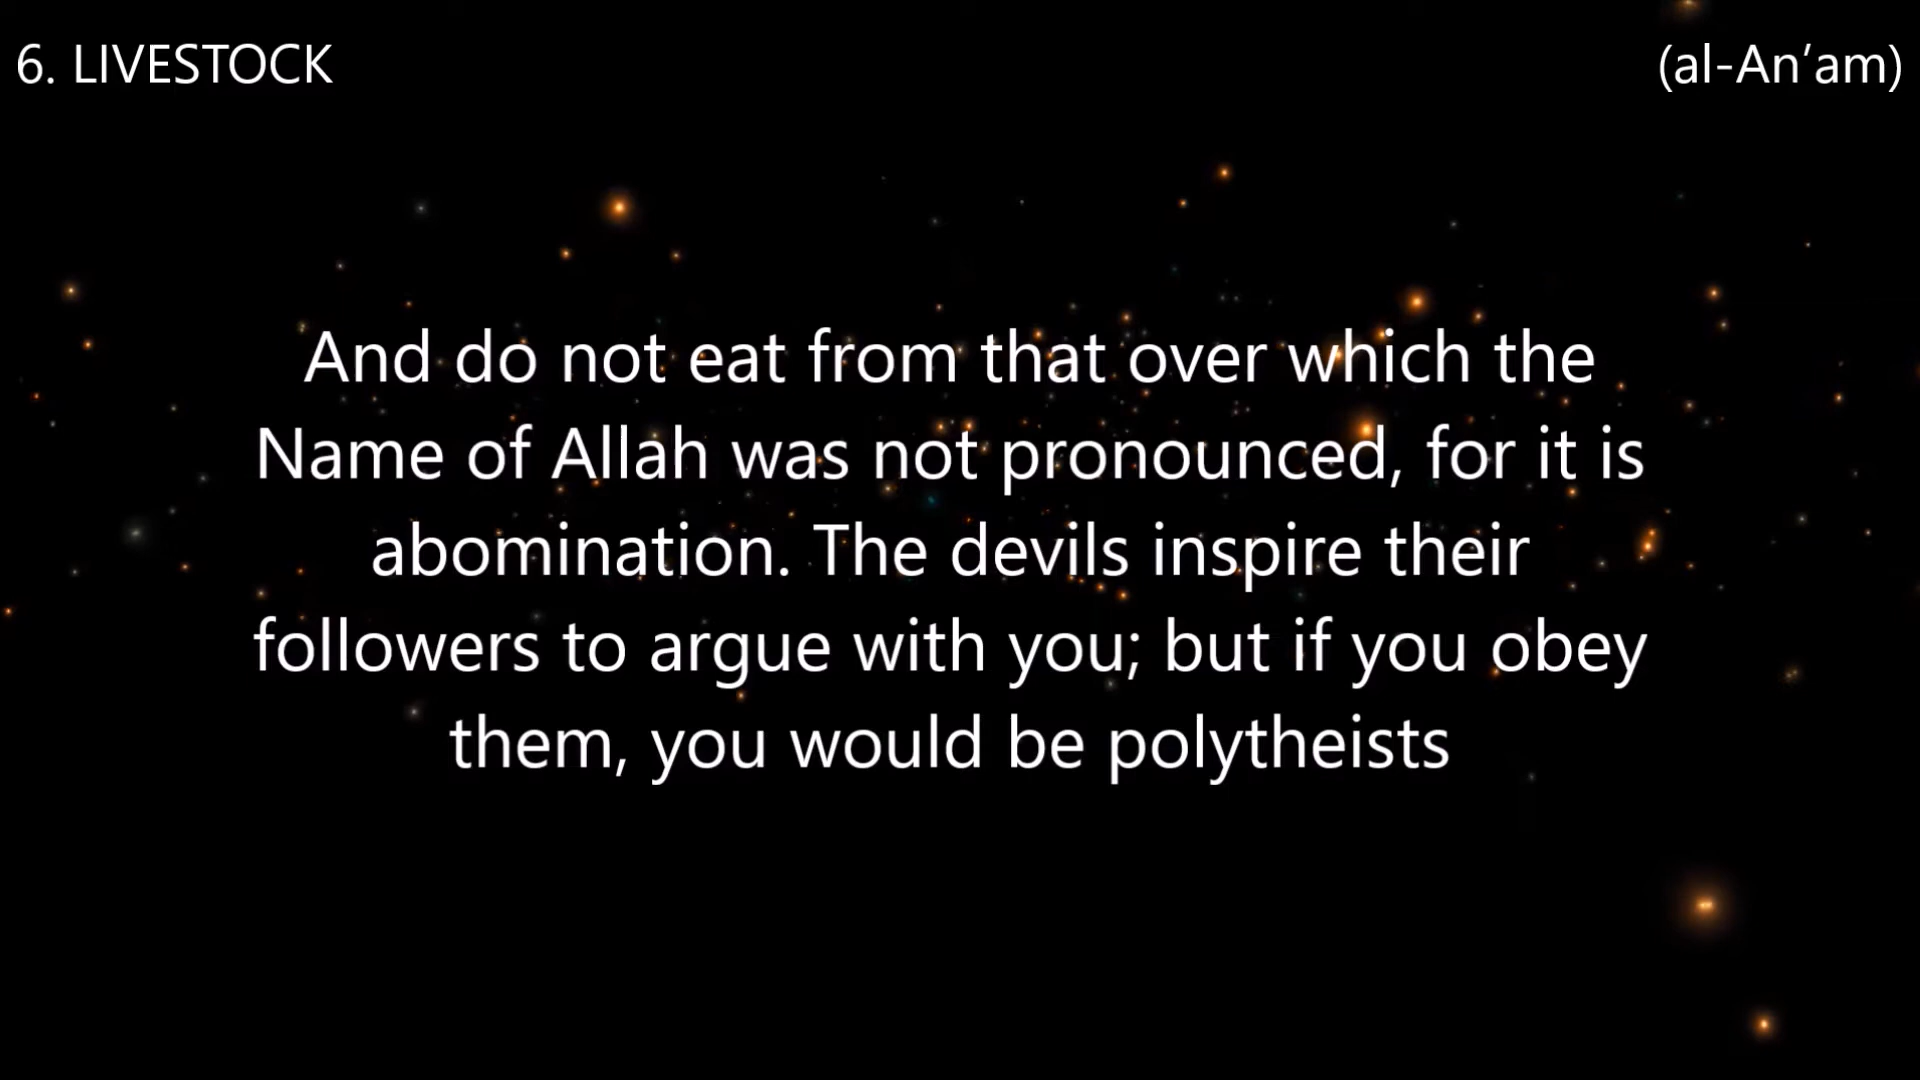 6. LIVESTOCK
(al-An’am)
And do not eat from that over which the
Name of Allah was not pronounced, for it is
abomination. The devils inspire their
followers to argue with you; but if you obey
them, you would be polytheists